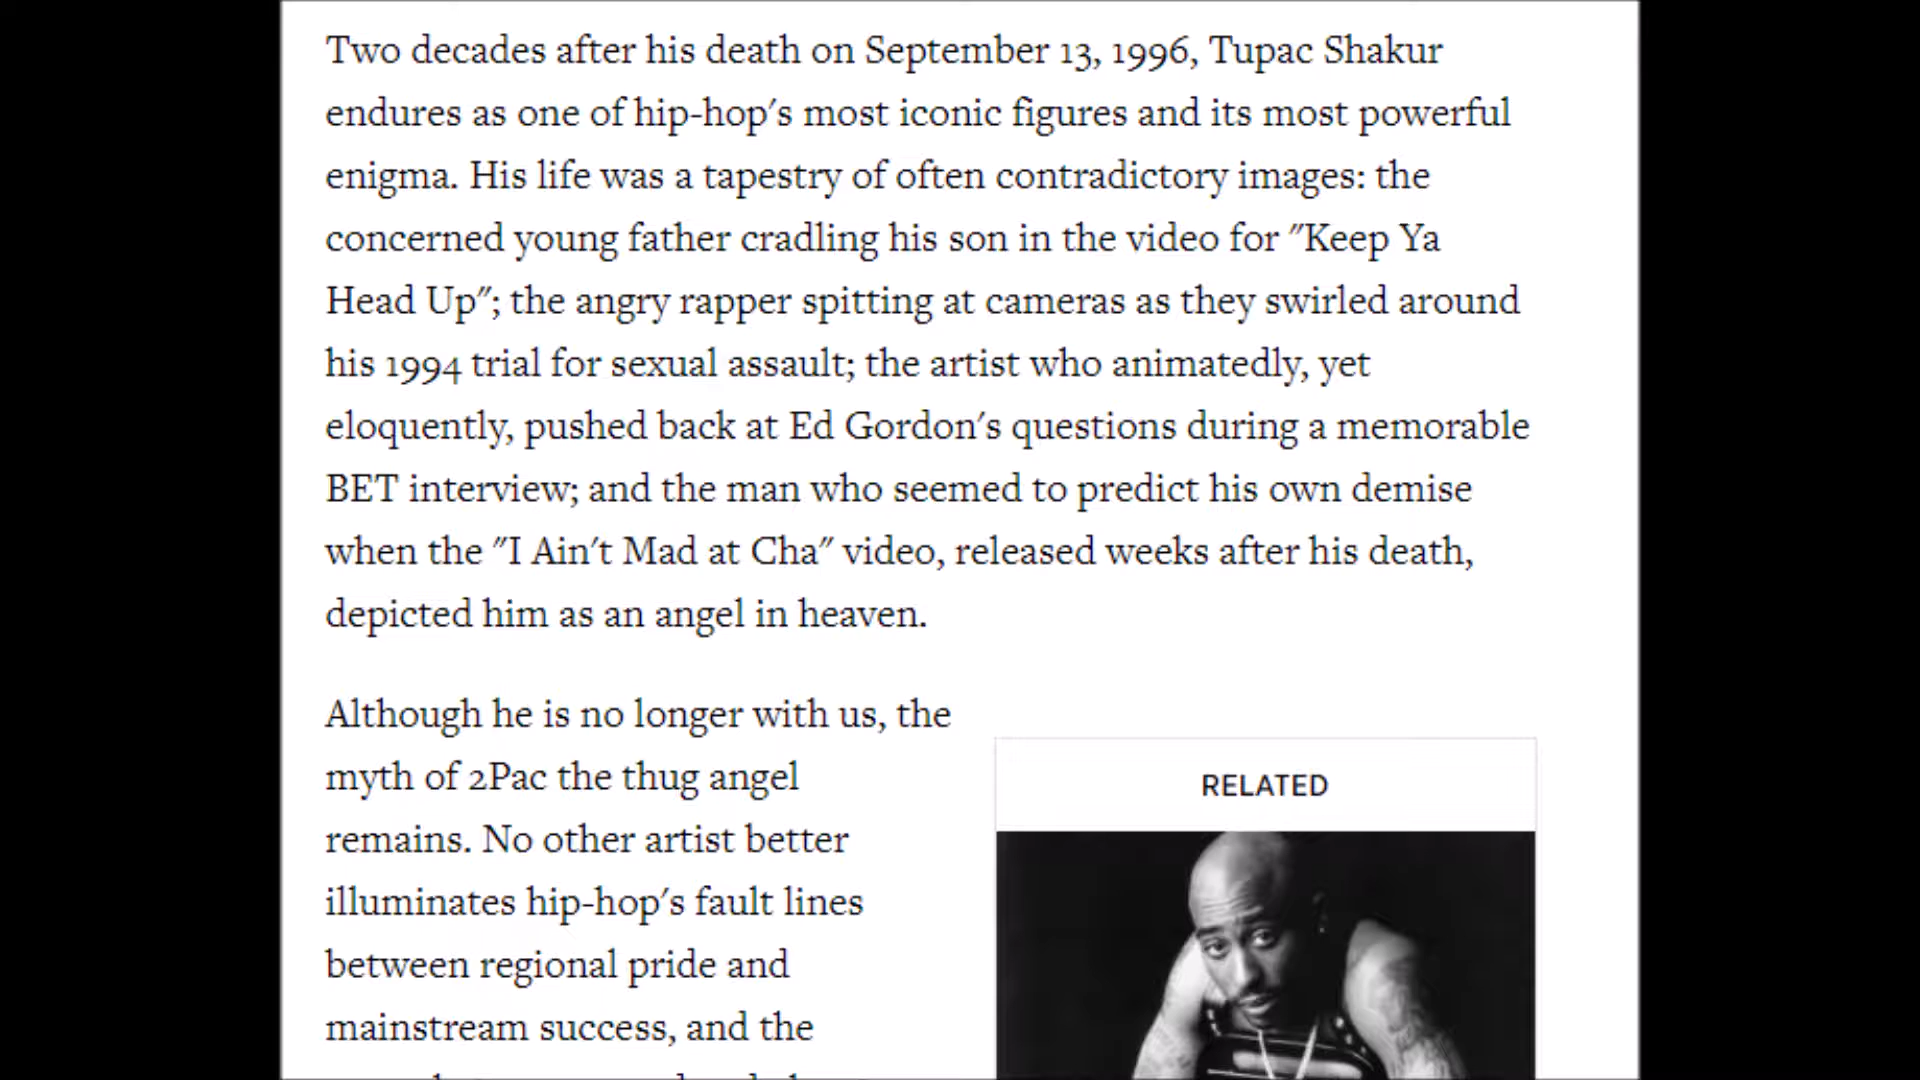 Two decades after his death on September 13, 1996, Tupac Shakur
endures as one of hip-hop's most iconic figures and its most powerful
enigma. His life was a tapestry of often contradictory images: the
concerned young father cradling his son in the video for "Keep Ya
Head Up"; the angry rapper spitting at cameras as they swirled around
his 1994 trial for sexual assault; the artist who animatedly, yet
eloquently, pushed back at Ed Gordon's questions during a memorable
BET interview; and the man who seemed to predict his own demise
when the "I Ain't Mad at Cha" video, released weeks after his death,
depicted him as an angel in heaven.
Although he is no longer with us, the
myth of 2Pac the thug angel
remains. No other artist better
illuminates hip-hop's fault lines
between regional pride and
mainstream success, and the
RELATED